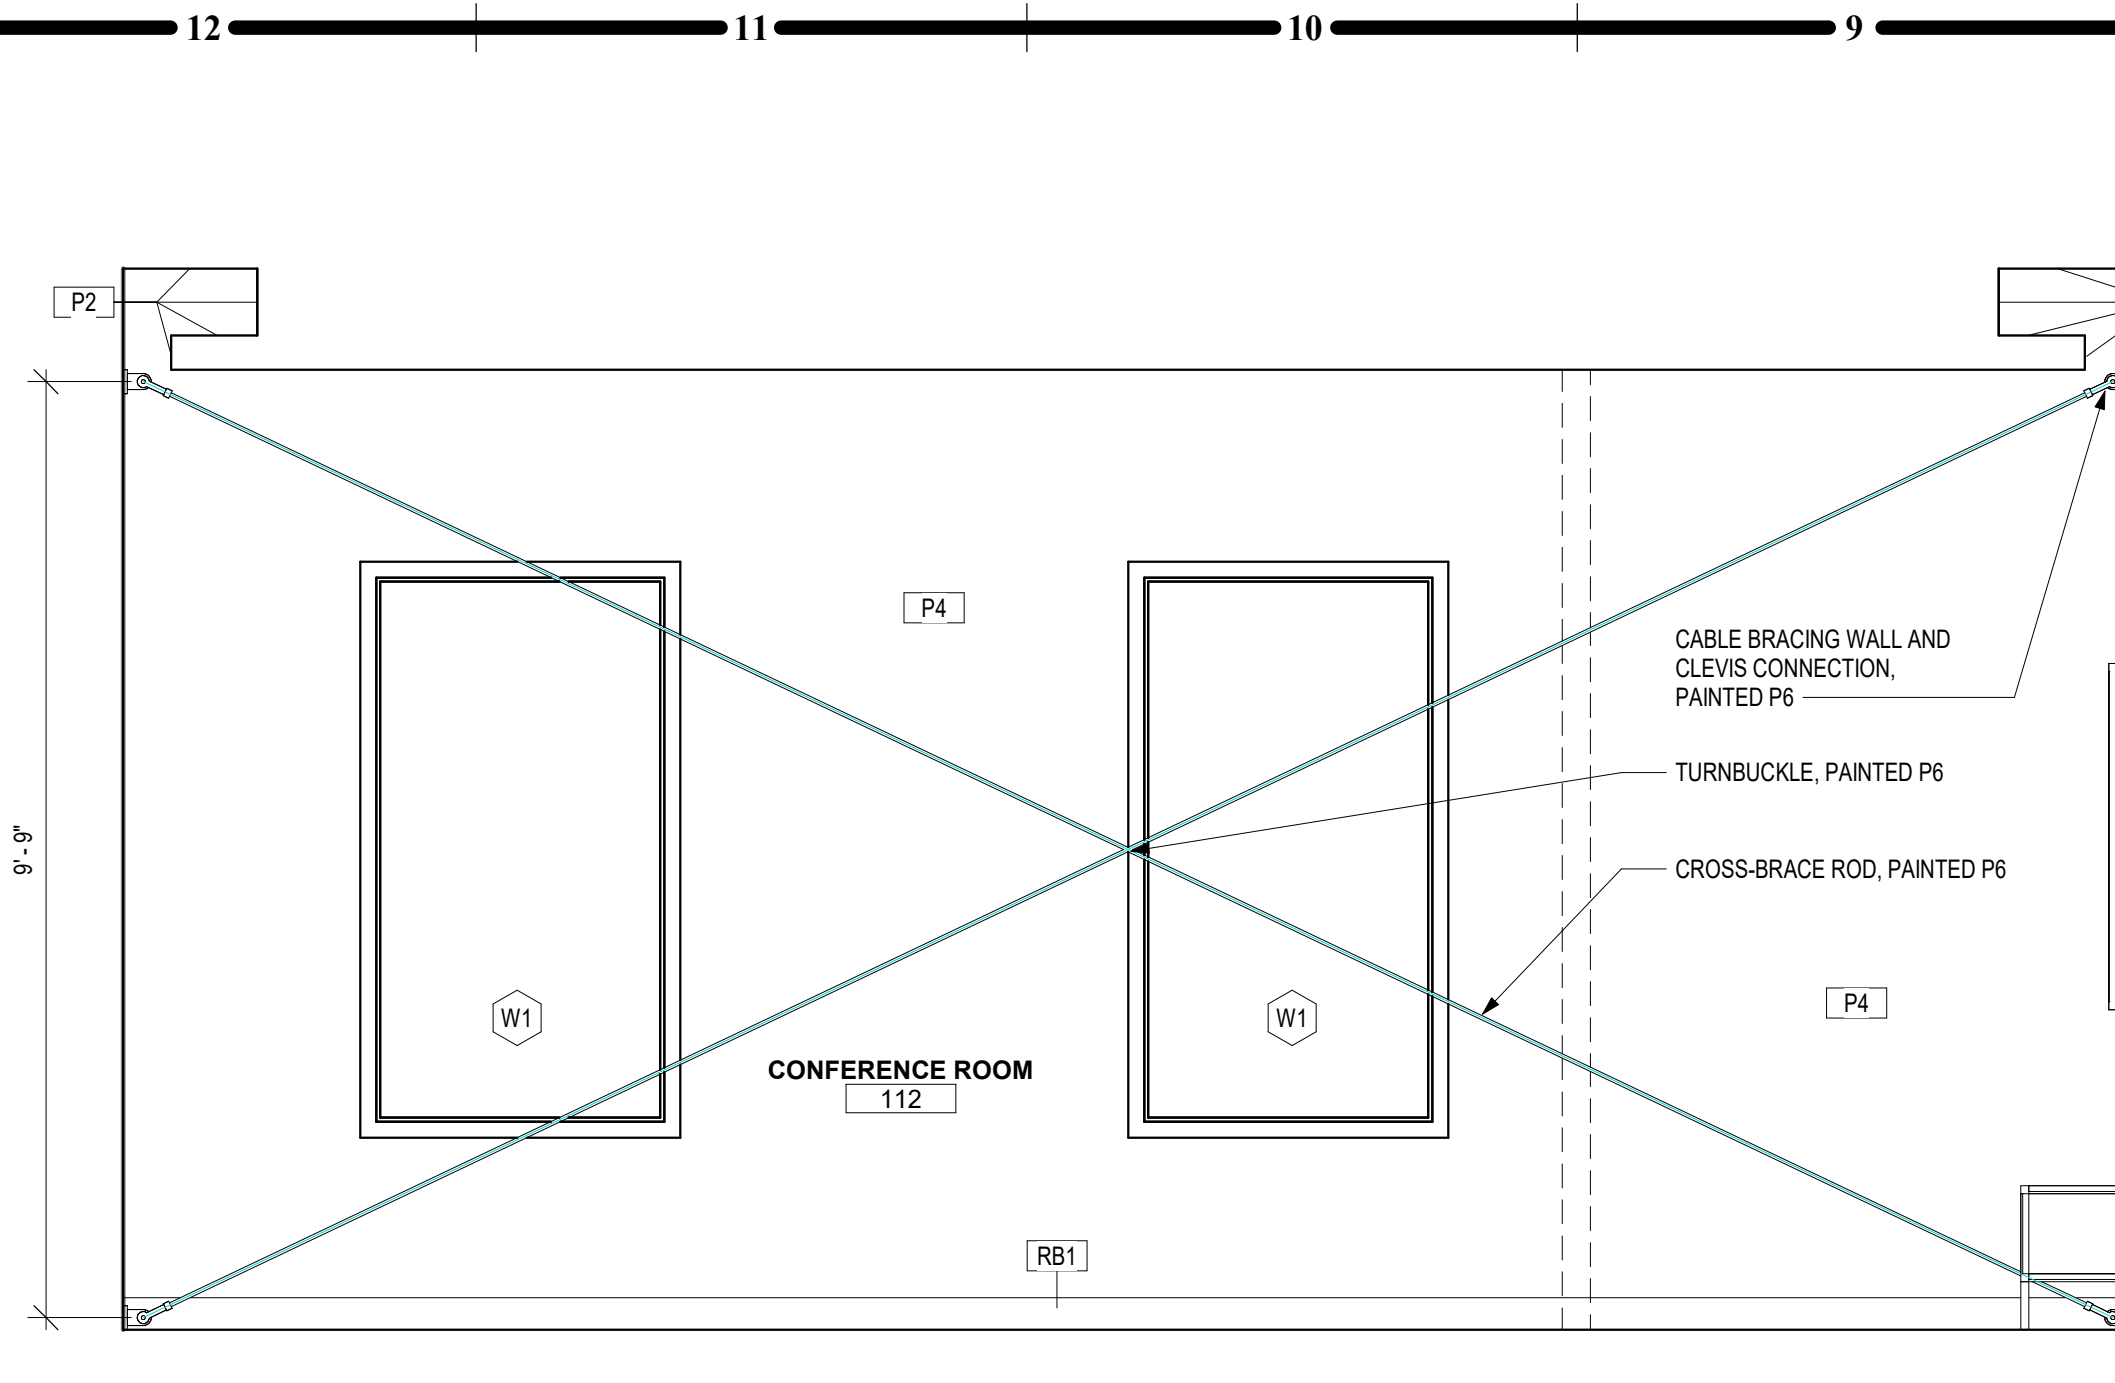 12 11 10 9
P2
P4
CABLE BRACING WALL AND
CLEVIS CONNECTION,
PAINTED P6
TURNBUCKLE, PAINTED P6
9' - 9"
CROSS-BRACE ROD, PAINTED P6
P4
W1
W1
CONFERENCE ROOM
112
RB1